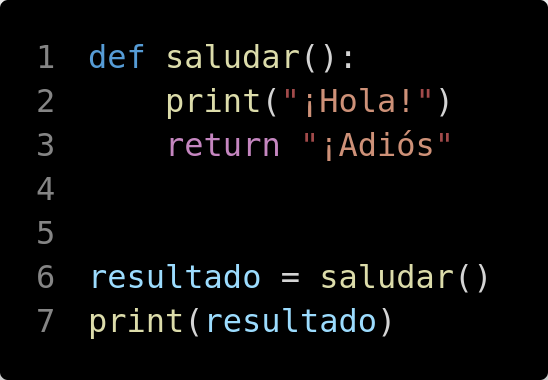 1 def saludar():
2     print("¡Hola!")
3     return "¡Adiós"
4
5
6 resultado = saludar()
7 print(resultado)